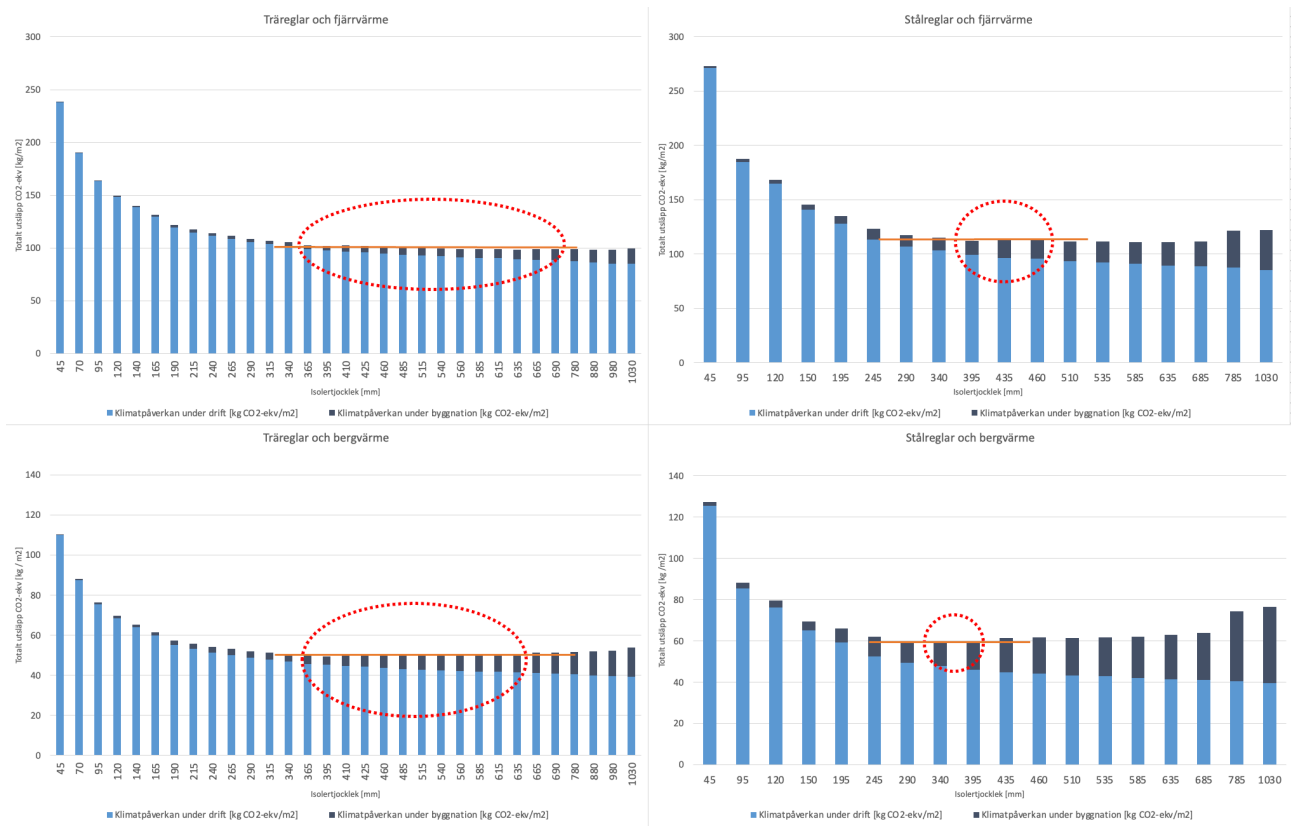 Träreglar och fjärrvärme
Totalt utsläpp CO2-ekv [kg/m2]
300
250
200
150
100
50
0
45 70 95 120 140 165 190 215 240 265 290 315 340 365 395 410 425 460 485 515 540 560 585 615 635 665 690 780 880 980 1030
Isolertjocklek [mm]
Klimatpåverkan under drift [kg CO2-ekv/m2] Klimatpåverkan under byggnation [kg CO2-ekv/m2]
Stålreglar och fjärrvärme
Totalt utsläpp CO2-ekv [kg/m2]
300
250
200
150
100
50
0
45 95 120 150 195 245 290 340 395 435 460 510 535 585 635 685 785 1030
Isolertjocklek [mm]
Klimatpåverkan under drift [kg CO2-ekv/m2] Klimatpåverkan under byggnation [kg CO2-ekv/m2]
Träreglar och bergvärme
Totalt utsläpp CO2-ekv [kg / m2]
140
120
100
80
60
40
20
0
45 70 95 120 140 165 190 215 240 265 290 315 340 365 395 410 425 460 485 515 540 560 585 615 635 665 690 780 880 980 1030
Isolertjocklek [mm]
Klimatpåverkan under drift [kg CO2-ekv/m2] Klimatpåverkan under byggnation [kg CO2-ekv/m2]
Stålreglar och bergvärme
Totalt utsläpp CO2-ekv [kg /m2]
140
120
100
80
60
40
20
0
45 95 120 150 195 245 290 340 395 435 460 510 535 585 635 685 785 1030
Isolertjocklek [mm]
Klimatpåverkan under drift [kg CO2-ekv/m2] Klimatpåverkan under byggnation [kg CO2-ekv/m2]